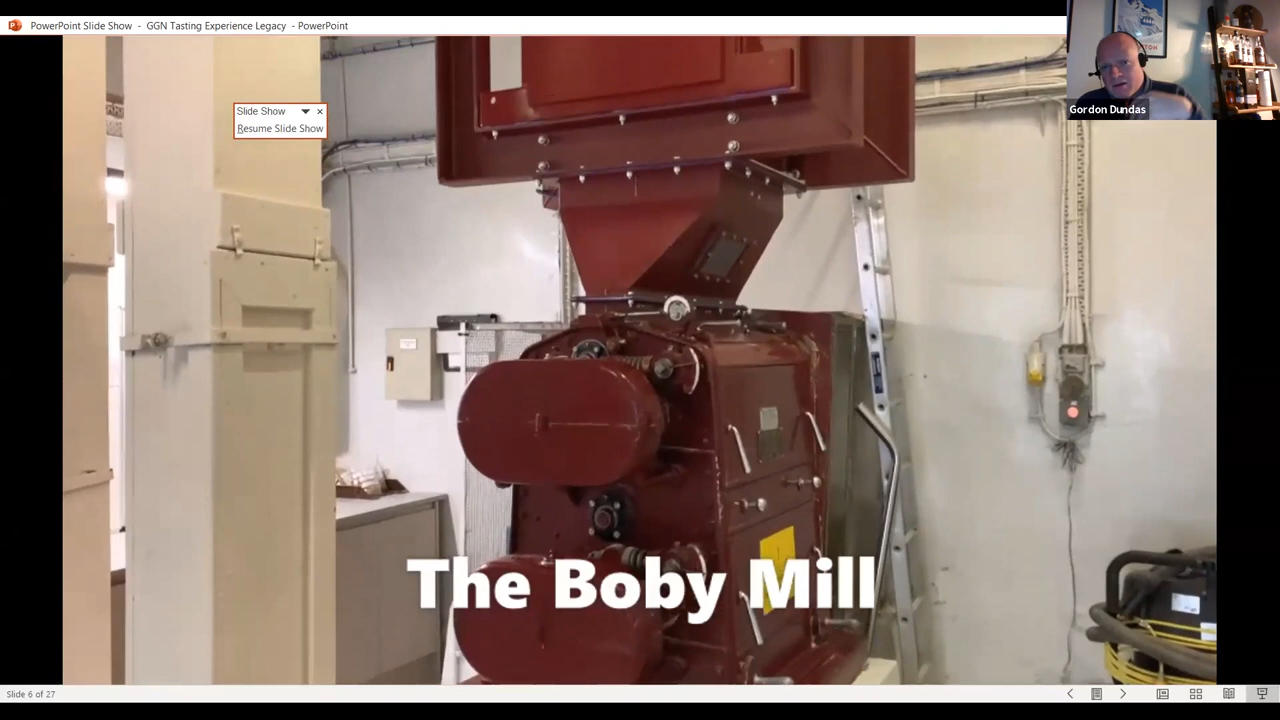 PowerPoint Slide Show - GGN Tasting Experience Legacy - PowerPoint
Gordon Dundas
Slide Show
Resume Slide Show
The Boby Mill
Slide 6 of 27